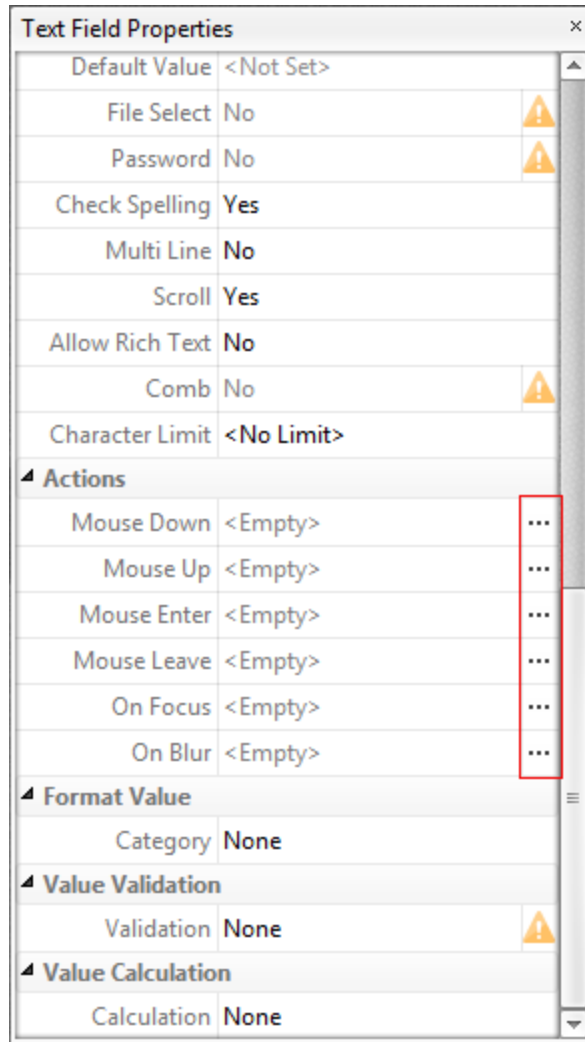 Text Field Properties
Default Value <Not Set>
File Select No
Password No
Check Spelling Yes
Multi Line No
Scroll Yes
Allow Rich Text No
Comb No
Character Limit <No Limit>
Actions
Mouse Down <Empty> ...
Mouse Up <Empty> ...
Mouse Enter <Empty> ...
Mouse Leave <Empty> ...
On Focus <Empty> ...
On Blur <Empty> ...
Format Value
Category None
Value Validation
Validation None
Value Calculation
Calculation None